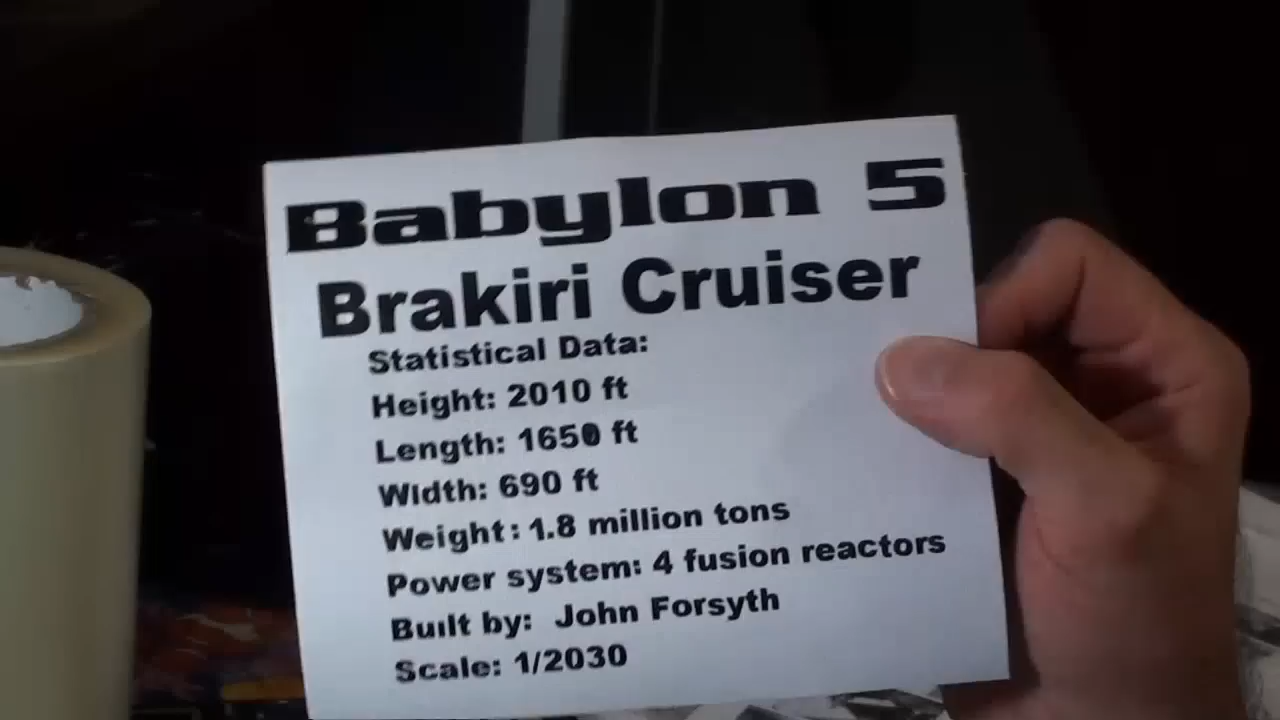 Babylon 5
Brakiri Cruiser
Statistical Data:
Height: 2010 ft
Length: 1650 ft
Width: 690 ft
Weight: 1.8 million tons
Power system: 4 fusion reactors
Built by: John Forsyth
Scale: 1/2030